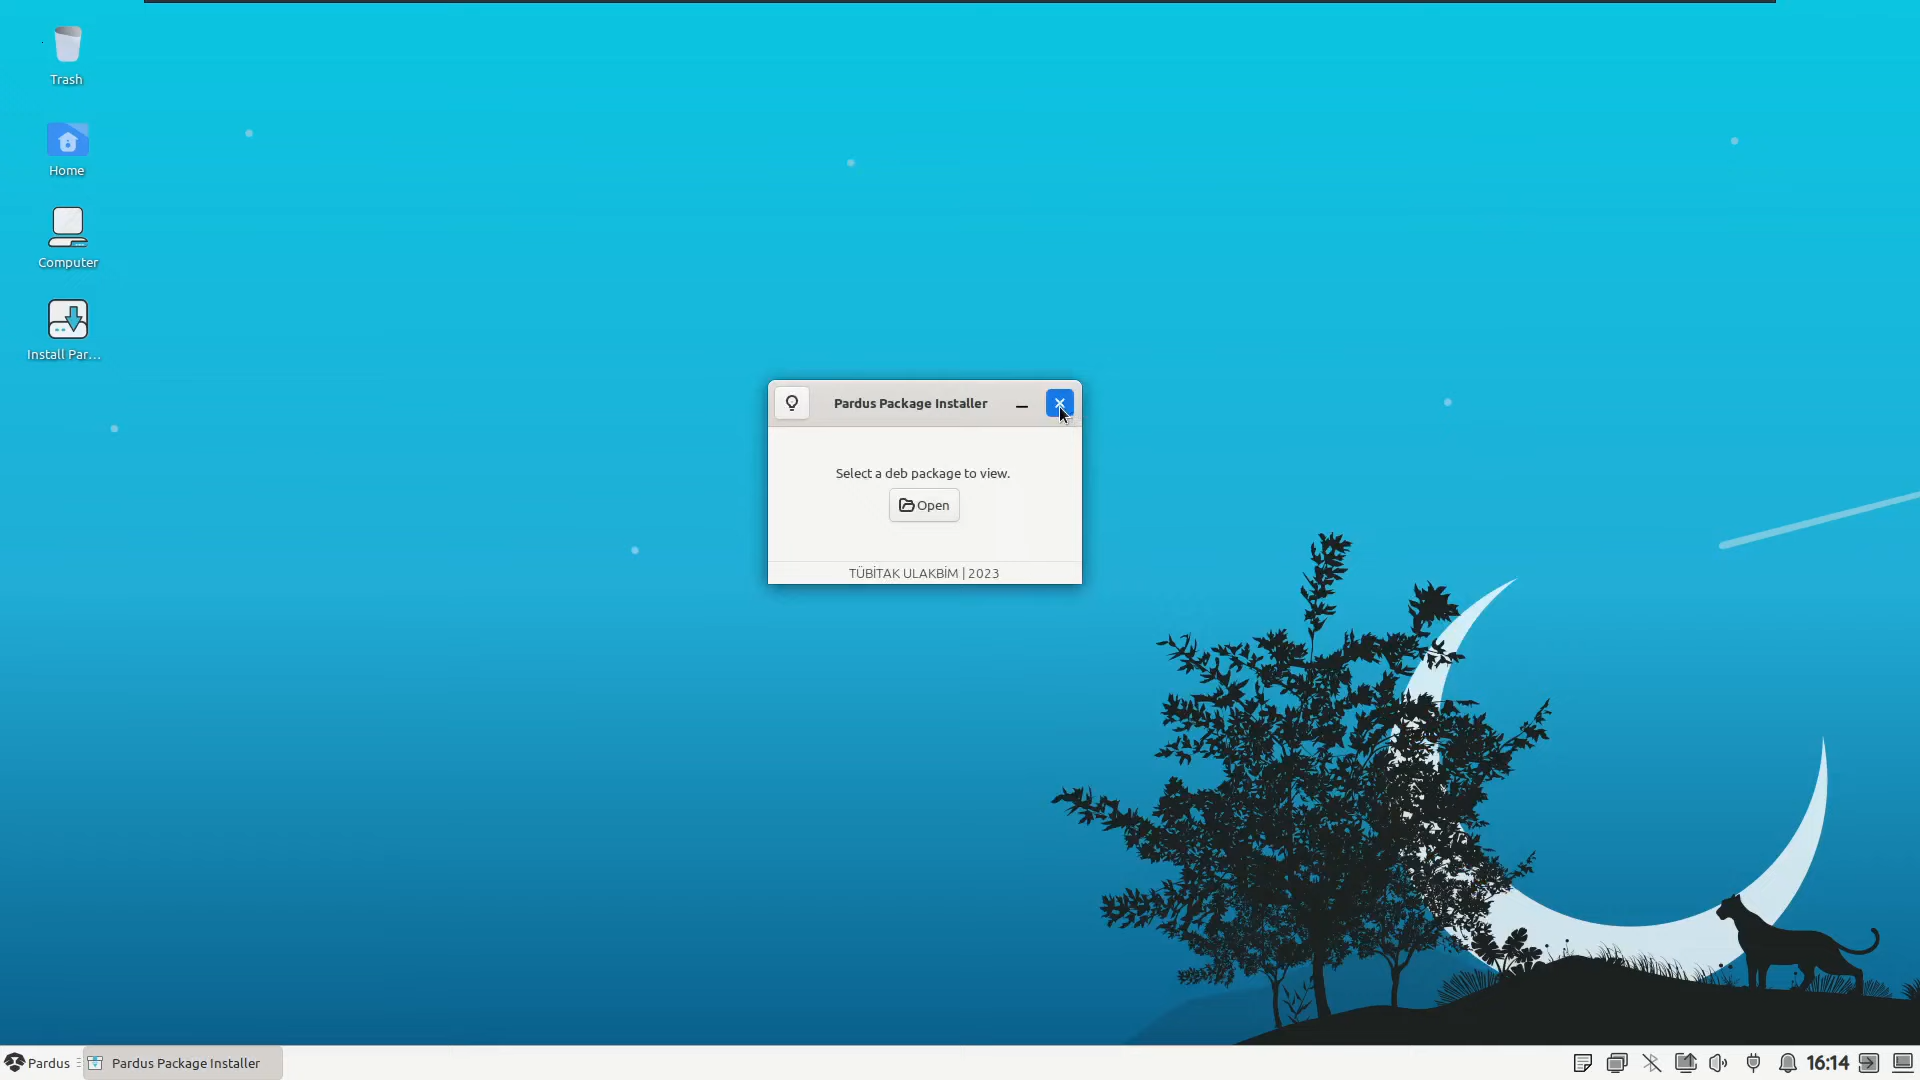 Trash
Home
Computer
Install Par...
Pardus Package Installer
Select a deb package to view.
Open
TÜBİTAK ULAKBİM | 2023
Pardus
Pardus Package Installer
16:14